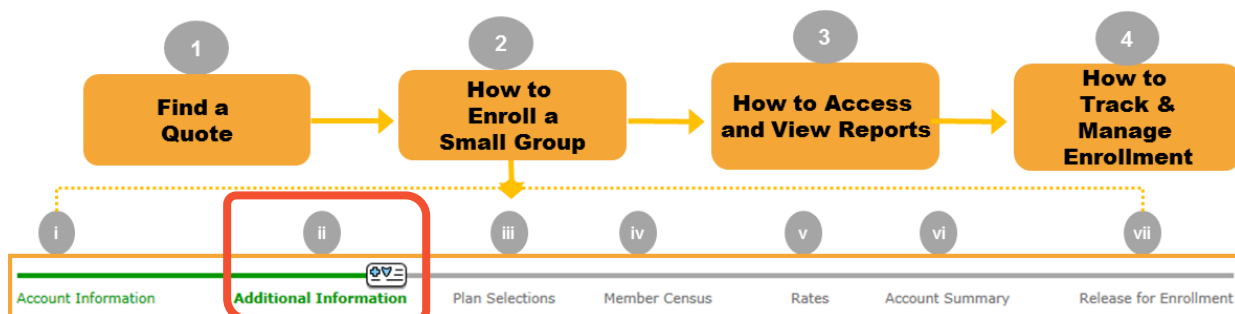 1
2
3
4
Find a
Quote
How to
Enroll a
Small Group
How to Access
and View Reports
How to
Track &
Manage
Enrollment
i
ii
iii
iv
v
vi
vii
Account Information
Additional Information
Plan Selections
Member Census
Rates
Account Summary
Release for Enrollment